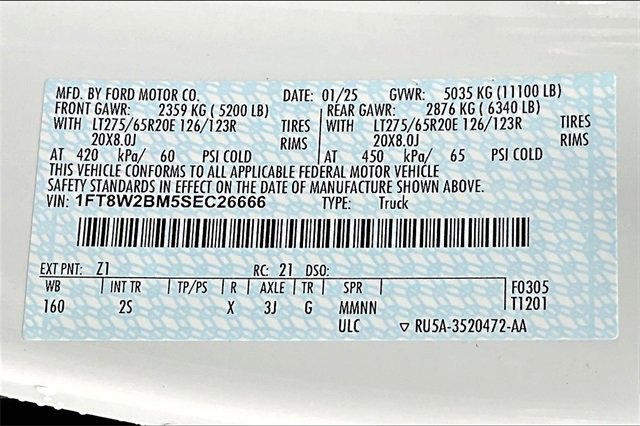 MFD. BY FORD MOTOR CO. DATE: 01/25 GVWR: 5035 KG (11100 LB)
FRONT GAWR: 2359 KG ( 5200 LB) REAR GAWR: 2876 KG ( 6340 LB)
WITH LT275/65R20E 126/123R TIRES WITH LT275/65R20E 126/123R TIRES
20X8.0J RIMS 20X8.0J RIMS
AT 420 kPa/ 60 PSI COLD AT 450 kPa/ 65 PSI COLD
THIS VEHICLE CONFORMS TO ALL APPLICABLE FEDERAL MOTOR VEHICLE
SAFETY STANDARDS IN EFFECT ON THE DATE OF MANUFACTURE SHOWN ABOVE.
VIN: 1FT8W2BM5SEC26666 TYPE: Truck
EXT PNT: Z1 RC: 21 DSO:
WB INT TR TP/PS R AXLE TR SPR F0305
160 2S X 3J G MMNN T1201
ULC RU5A-3520472-AA